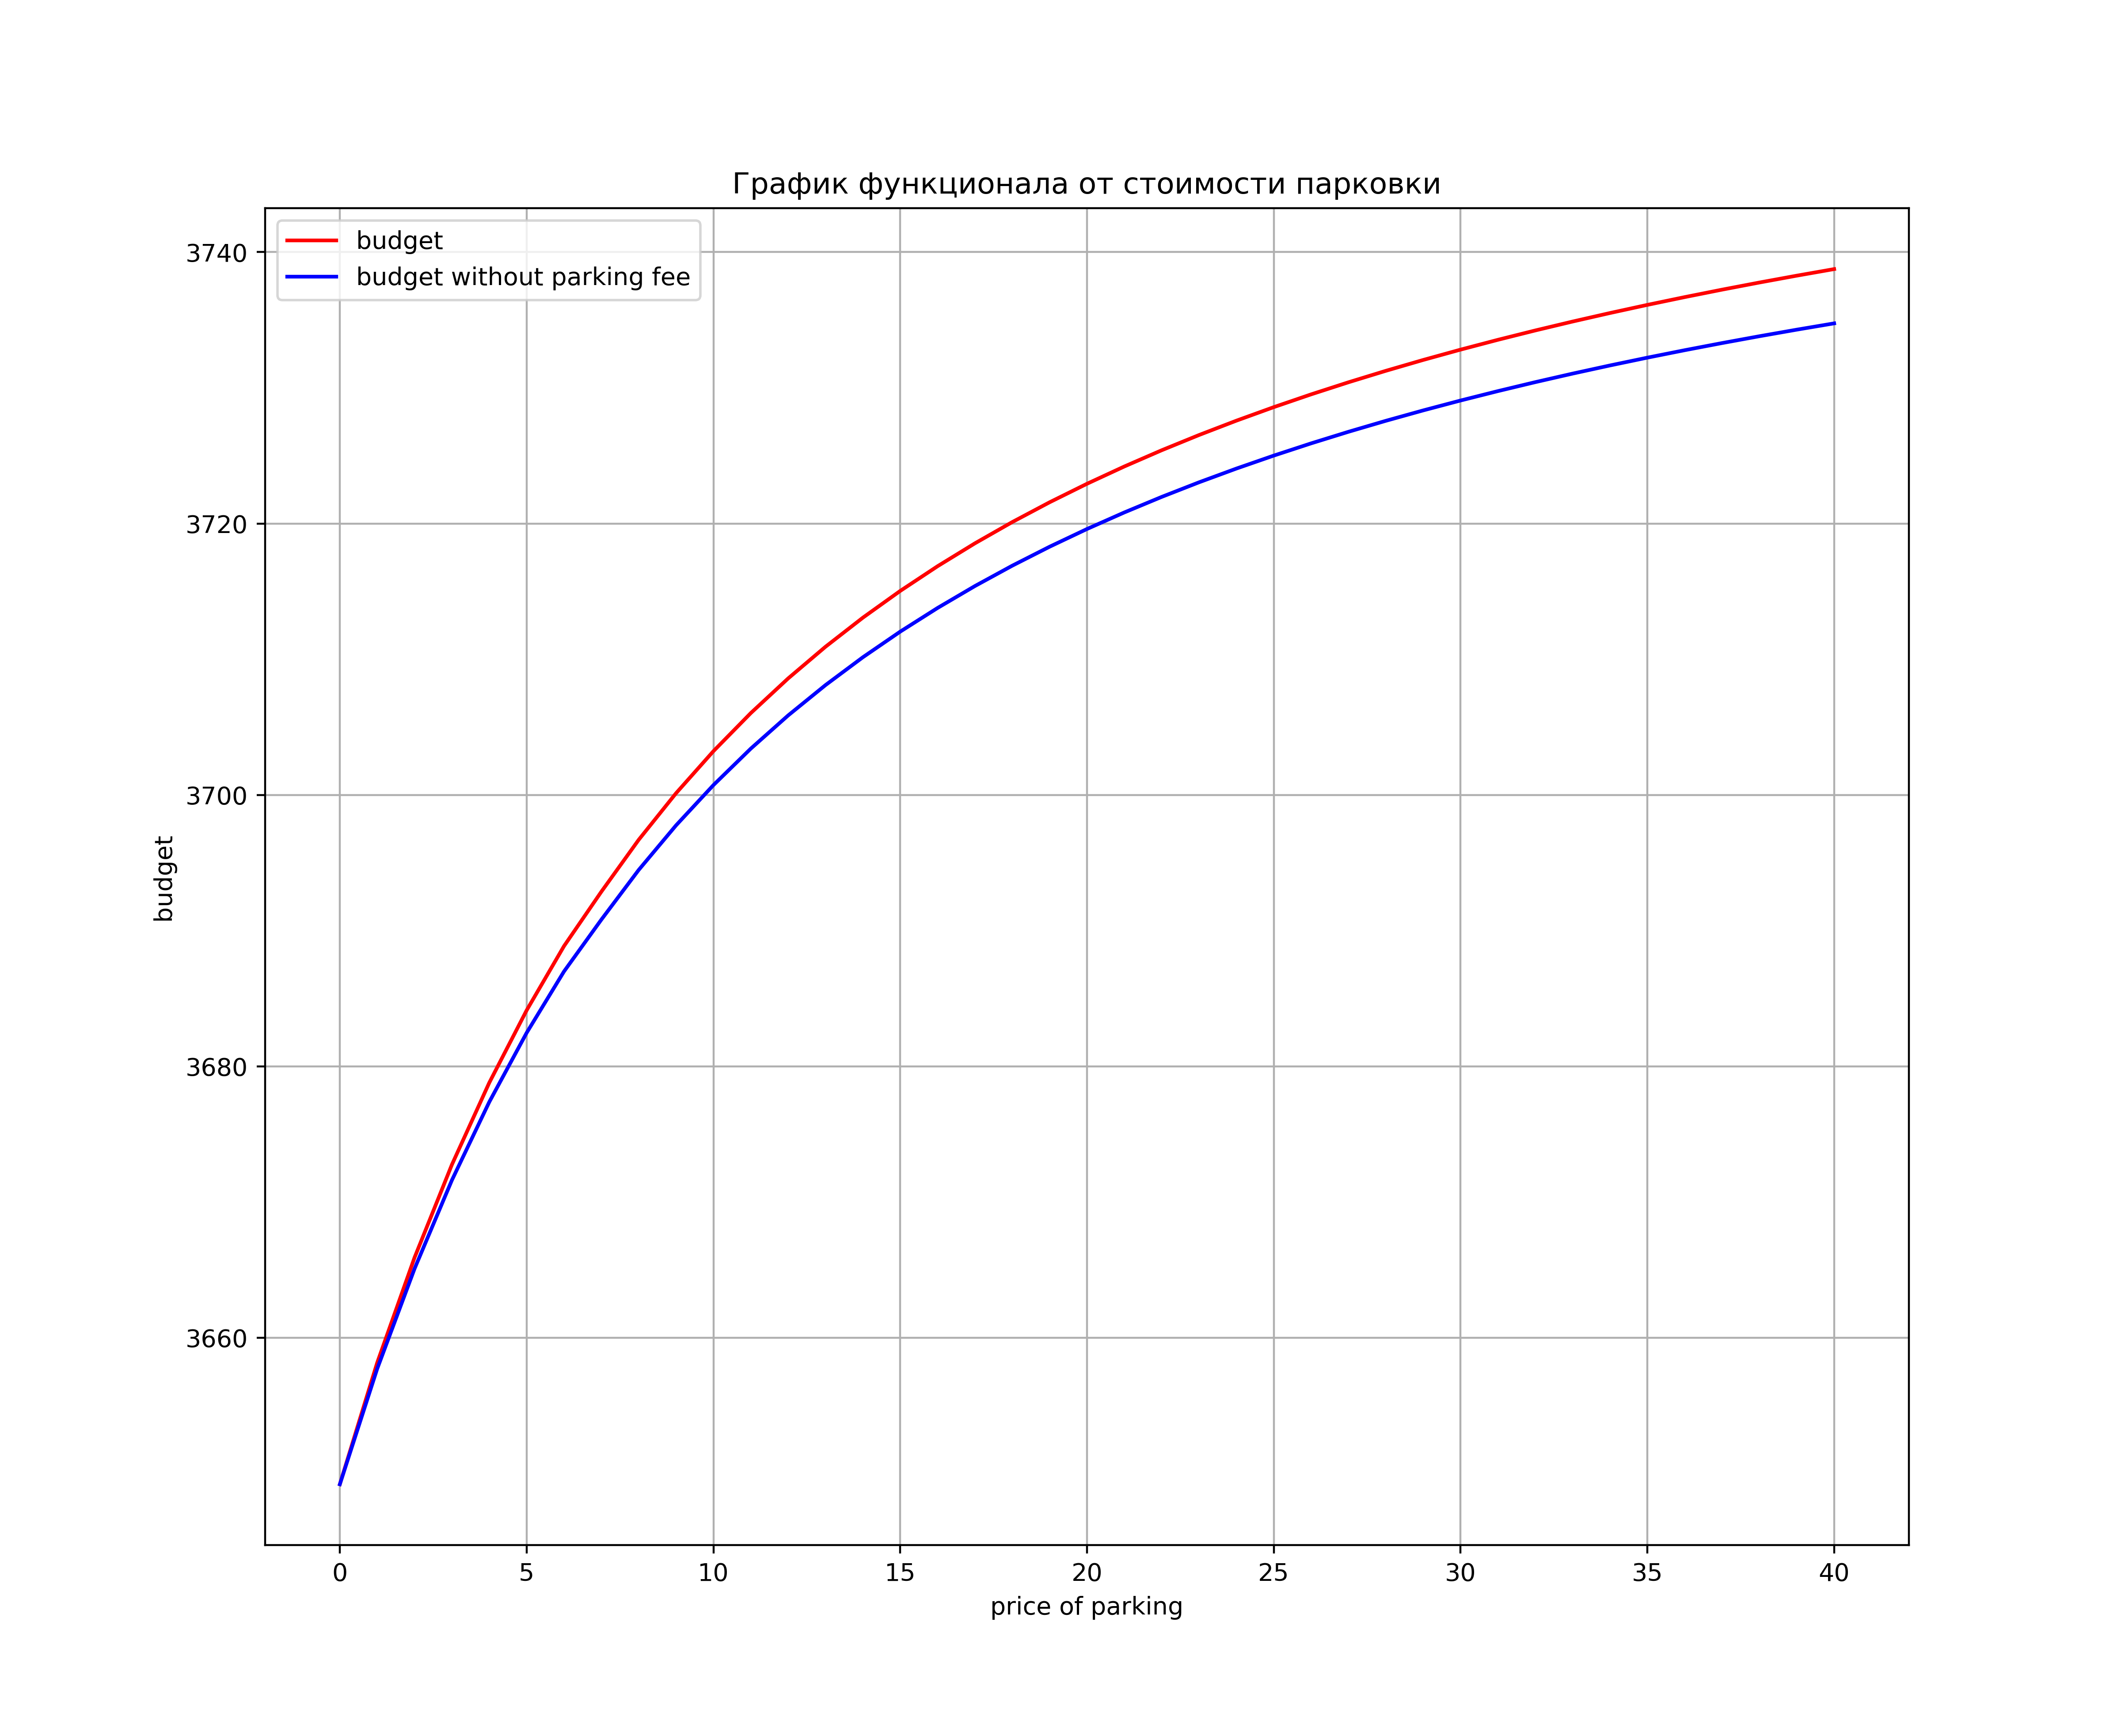 График функционала от стоимости парковки
budget
budget without parking fee
3740
3720
3700
3680
3660
budget
0 5 10 15 20 25 30 35 40
price of parking